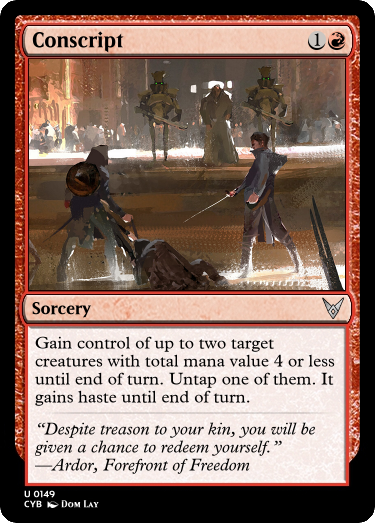 Conscript 1
Sorcery
Gain control of up to two target
creatures with total mana value 4 or less
until end of turn. Untap one of them. It
gains haste until end of turn.
“Despite treason to your kin, you will be
given a chance to redeem yourself.”
—Ardor, Forefront of Freedom
U 0149
CYB Dom Lay